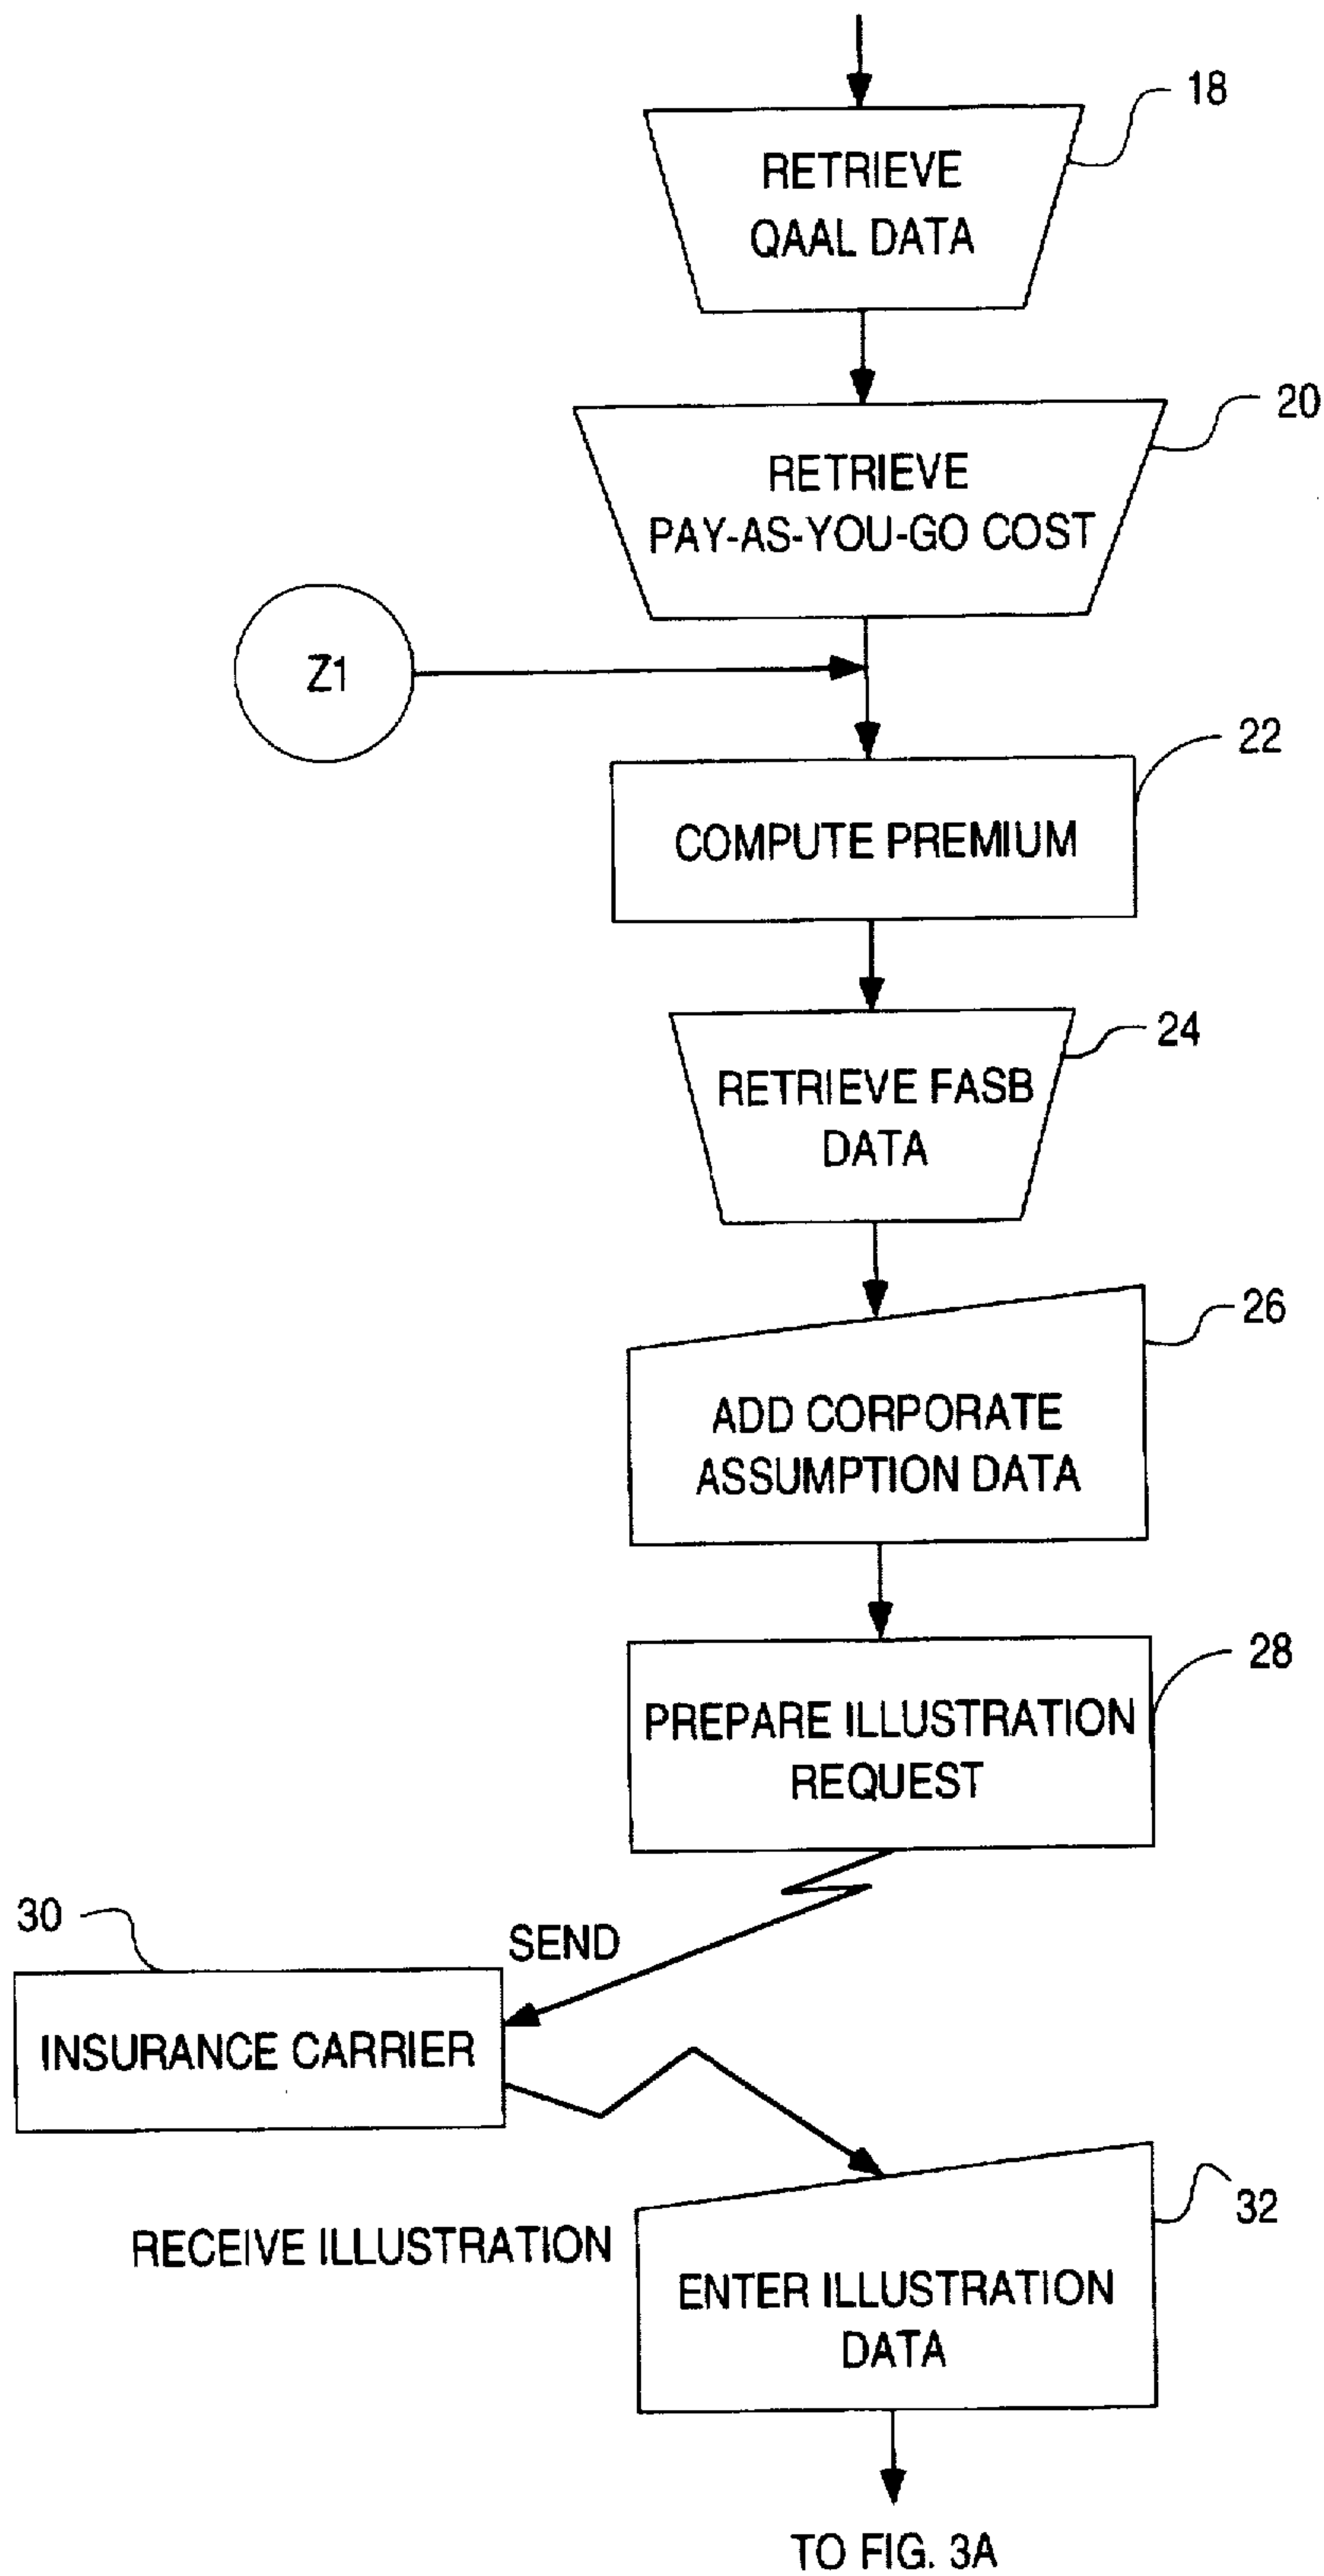 18
RETRIEVE
QAAL DATA
20
RETRIEVE
PAY-AS-YOU-GO COST
Z1
22
COMPUTE PREMIUM
24
RETRIEVE FASB
DATA
26
ADD CORPORATE
ASSUMPTION DATA
28
PREPARE ILLUSTRATION
REQUEST
30
SEND
INSURANCE CARRIER
32
RECEIVE ILLUSTRATION
ENTER ILLUSTRATION
DATA
TO FIG. 3A